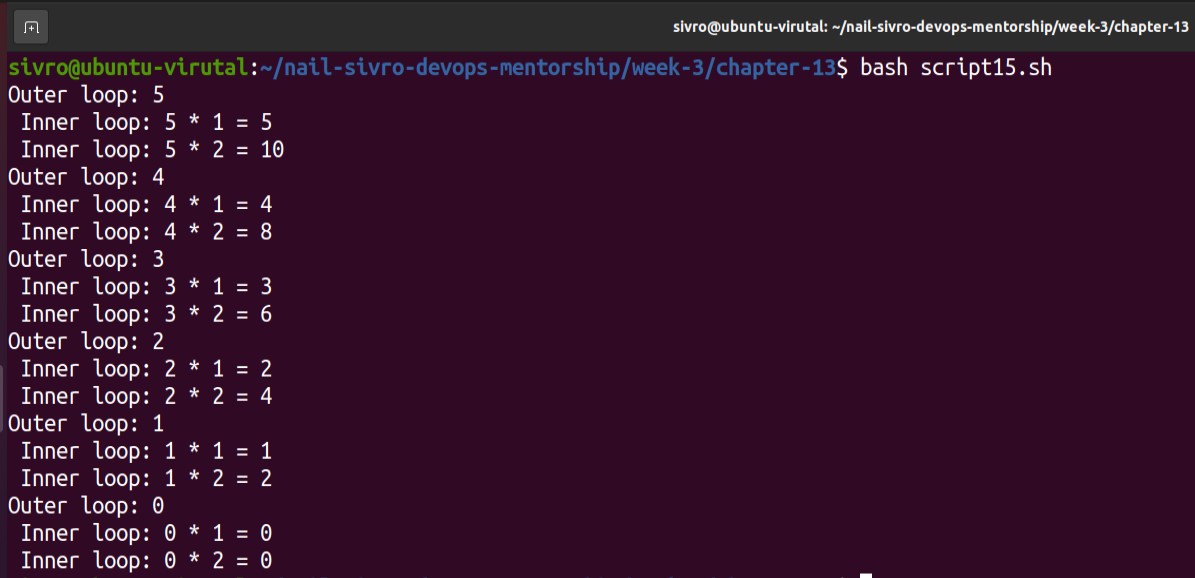 sivro@ubuntu-virutal: ~/nail-sivro-devops-mentorship/week-3/chapter-13
sivro@ubuntu-virutal:~/nail-sivro-devops-mentorship/week-3/chapter-13$ bash script15.sh
Outer loop: 5
 Inner loop: 5 * 1 = 5
 Inner loop: 5 * 2 = 10
Outer loop: 4
 Inner loop: 4 * 1 = 4
 Inner loop: 4 * 2 = 8
Outer loop: 3
 Inner loop: 3 * 1 = 3
 Inner loop: 3 * 2 = 6
Outer loop: 2
 Inner loop: 2 * 1 = 2
 Inner loop: 2 * 2 = 4
Outer loop: 1
 Inner loop: 1 * 1 = 1
 Inner loop: 1 * 2 = 2
Outer loop: 0
 Inner loop: 0 * 1 = 0
 Inner loop: 0 * 2 = 0